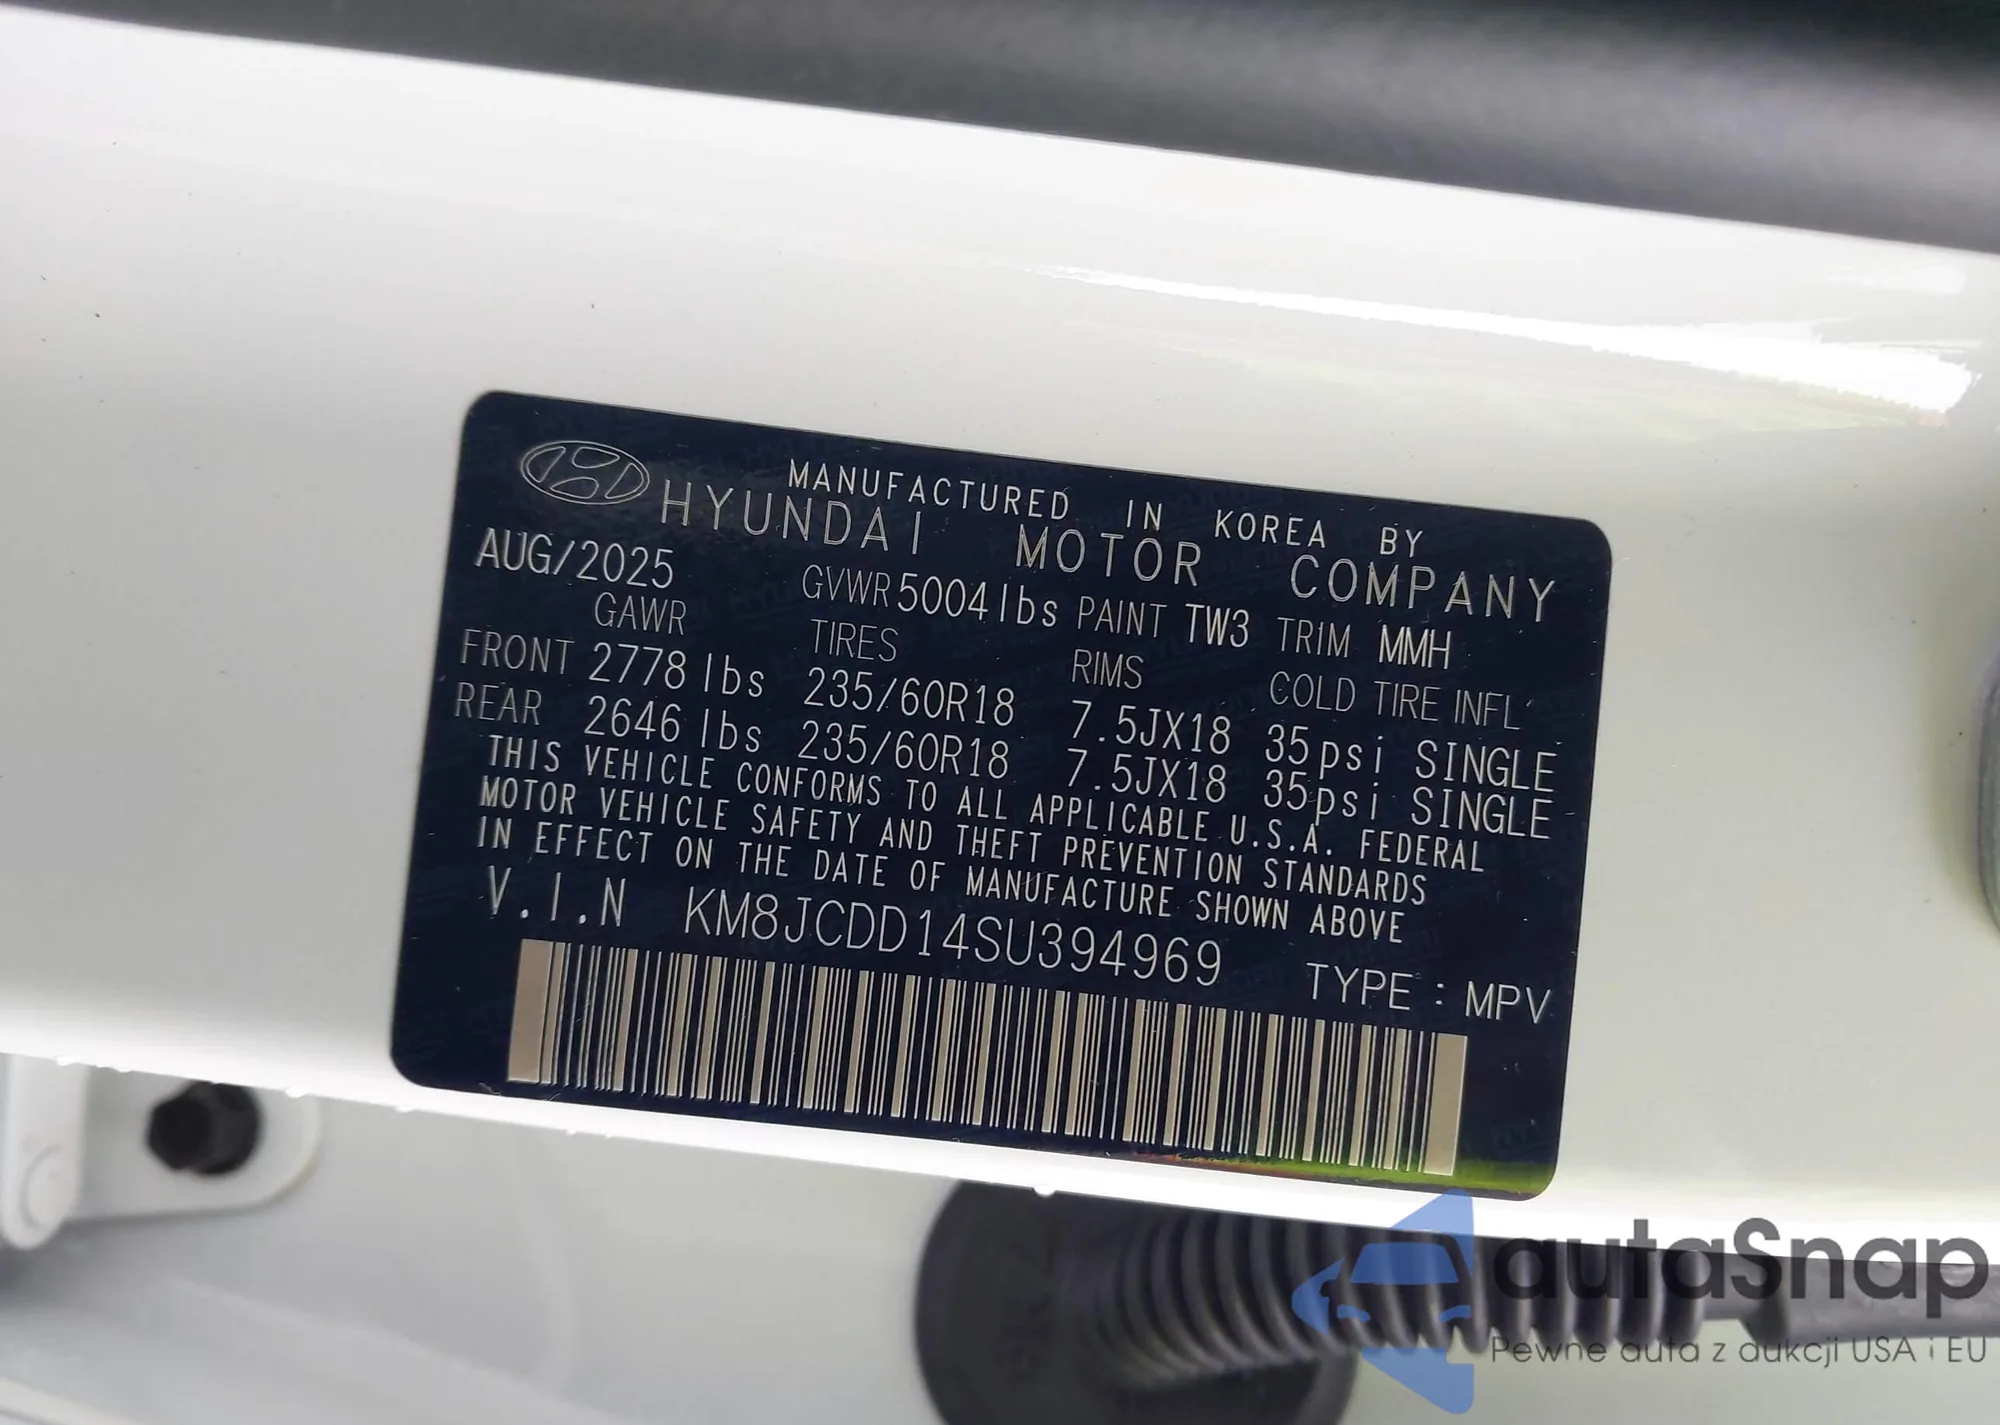 MANUFACTURED IN KOREA BY
HYUNDAI MOTOR COMPANY
AUG/2025 GVWR 5004lbs PAINT TW3 TRIM MMH
GAWR TIRES RIMS COLD TIRE INFL'
FRONT 2778 lbs 235/60R18 7.5JX18 35psi SINGLE
REAR 2646 lbs 235/60R18 7.5JX18 35psi SINGLE
THIS VEHICLE CONFORMS TO ALL APPLICABLE U.S.A. FEDERAL
MOTOR VEHICLE SAFETY AND THEFT PREVENTION STANDARDS
IN EFFECT ON THE DATE OF MANUFACTURE SHOWN ABOVE
V.I.N KM8JCDD14SU394969 TYPE : MPV
autaSnap
Pewne auta z aukcji USA i EU